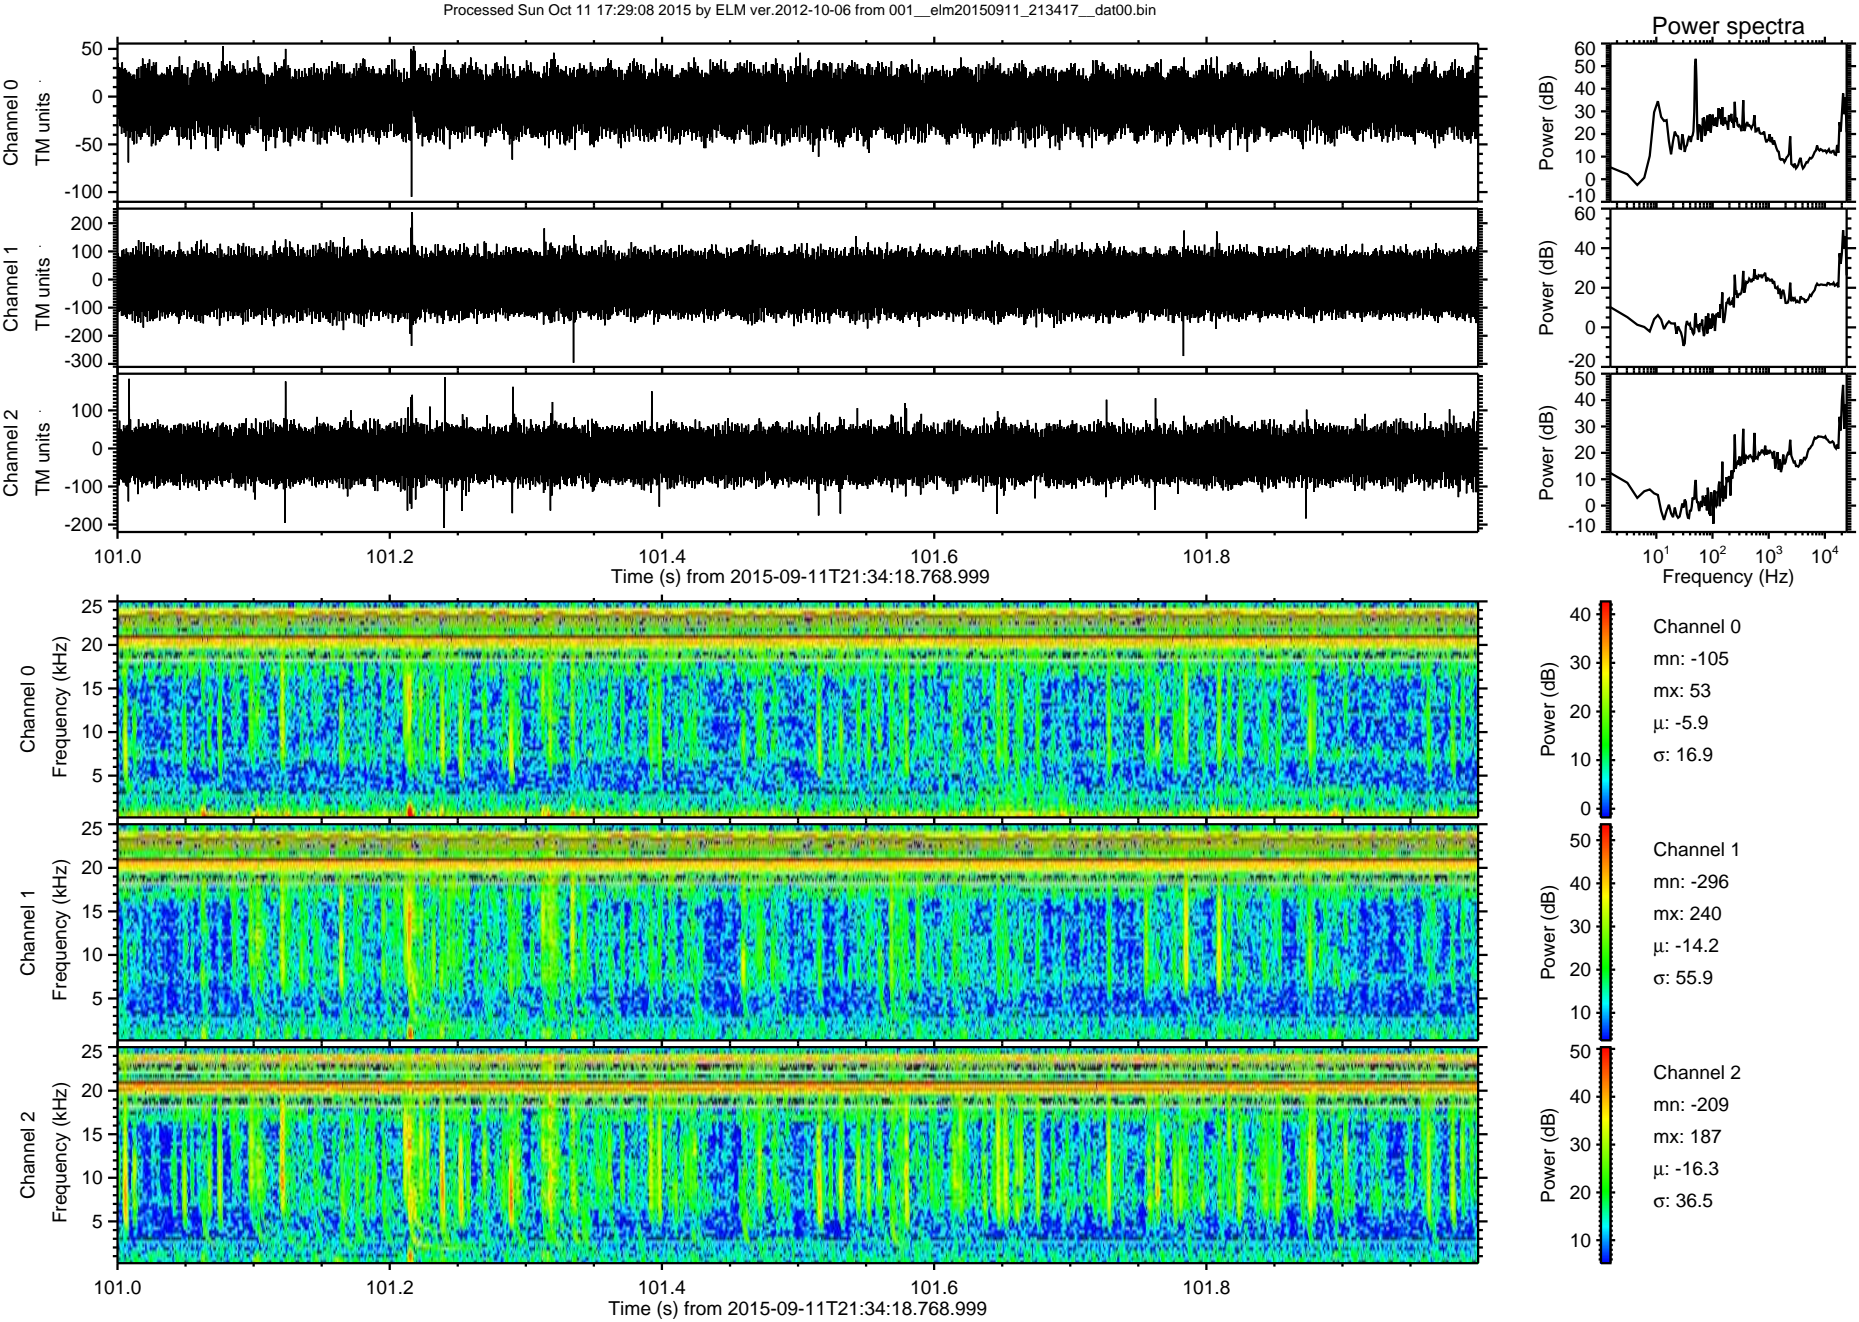 Processed Sun Oct 11 17:29:08 2015 by ELM ver.2012-10-06 from 001__elm20150911_213417__dat00.bin
Power spectra
Channel 0
TM units
50
0
-50
-100
Power (dB)
60
50
40
30
20
10
0
-10
Channel 1
TM units
200
100
0
-100
-200
-300
Power (dB)
60
40
20
0
-20
Channel 2
TM units
100
0
-100
-200
Power (dB)
50
40
30
20
10
0
-10
101.0 101.2 101.4 101.6 101.8
Time (s) from 2015-09-11T21:34:18.768.999
10¹ 10² 10³ 10⁴
Frequency (Hz)
Channel 0
Frequency (kHz)
25
20
15
10
5
Power (dB)
40
30
20
10
0
Channel 0
mn: -105
mx: 53
μ: -5.9
σ: 16.9
Channel 1
Frequency (kHz)
25
20
15
10
5
Power (dB)
50
40
30
20
10
Channel 1
mn: -296
mx: 240
μ: -14.2
σ: 55.9
Channel 2
Frequency (kHz)
25
20
15
10
5
Power (dB)
50
40
30
20
10
Channel 2
mn: -209
mx: 187
μ: -16.3
σ: 36.5
101.0 101.2 101.4 101.6 101.8
Time (s) from 2015-09-11T21:34:18.768.999